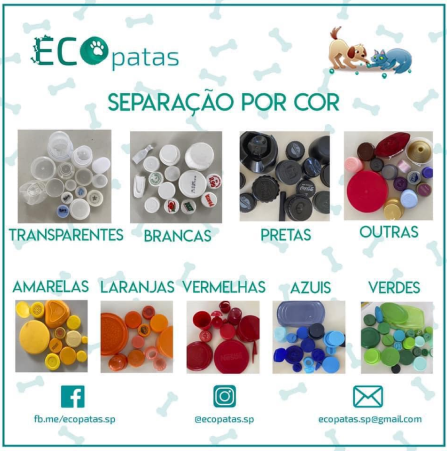 ECOpatas
SEPARAÇÃO POR COR
TRANSPARENTES BRANCAS PRETAS OUTRAS
AMARELAS LARANJAS VERMELHAS AZUIS VERDES
fb.me/ecopatas.sp @ecopatas.sp ecopatas.sp@gmail.com